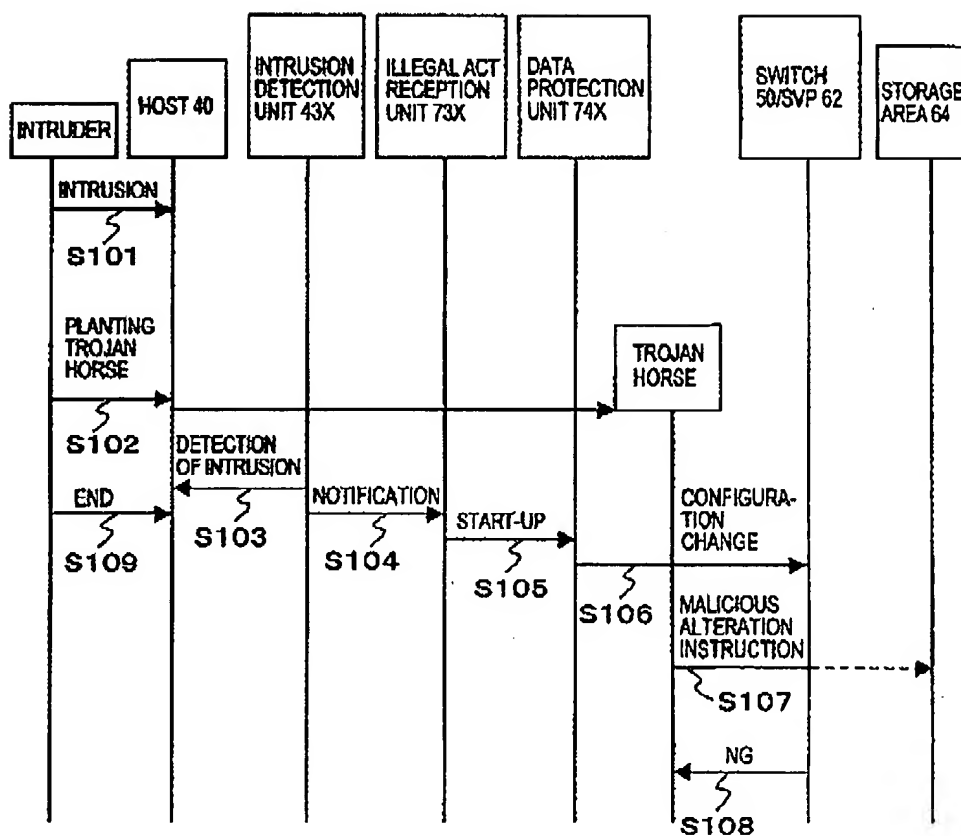 INTRUDER
HOST 40
INTRUSION
DETECTION
UNIT 43X
ILLEGAL ACT
RECEPTION
UNIT 73X
DATA
PROTECTION
UNIT 74X
SWITCH
50/SVP 62
STORAGE
AREA 64
INTRUSION
S101
PLANTING
TROJAN
HORSE
S102
TROJAN
HORSE
DETECTION
OF INTRUSION
S103
END
S109
NOTIFICATION
S104
START-UP
S105
CONFIGURA-
TION
CHANGE
S106
MALICIOUS
ALTERATION
INSTRUCTION
S107
NG
S108